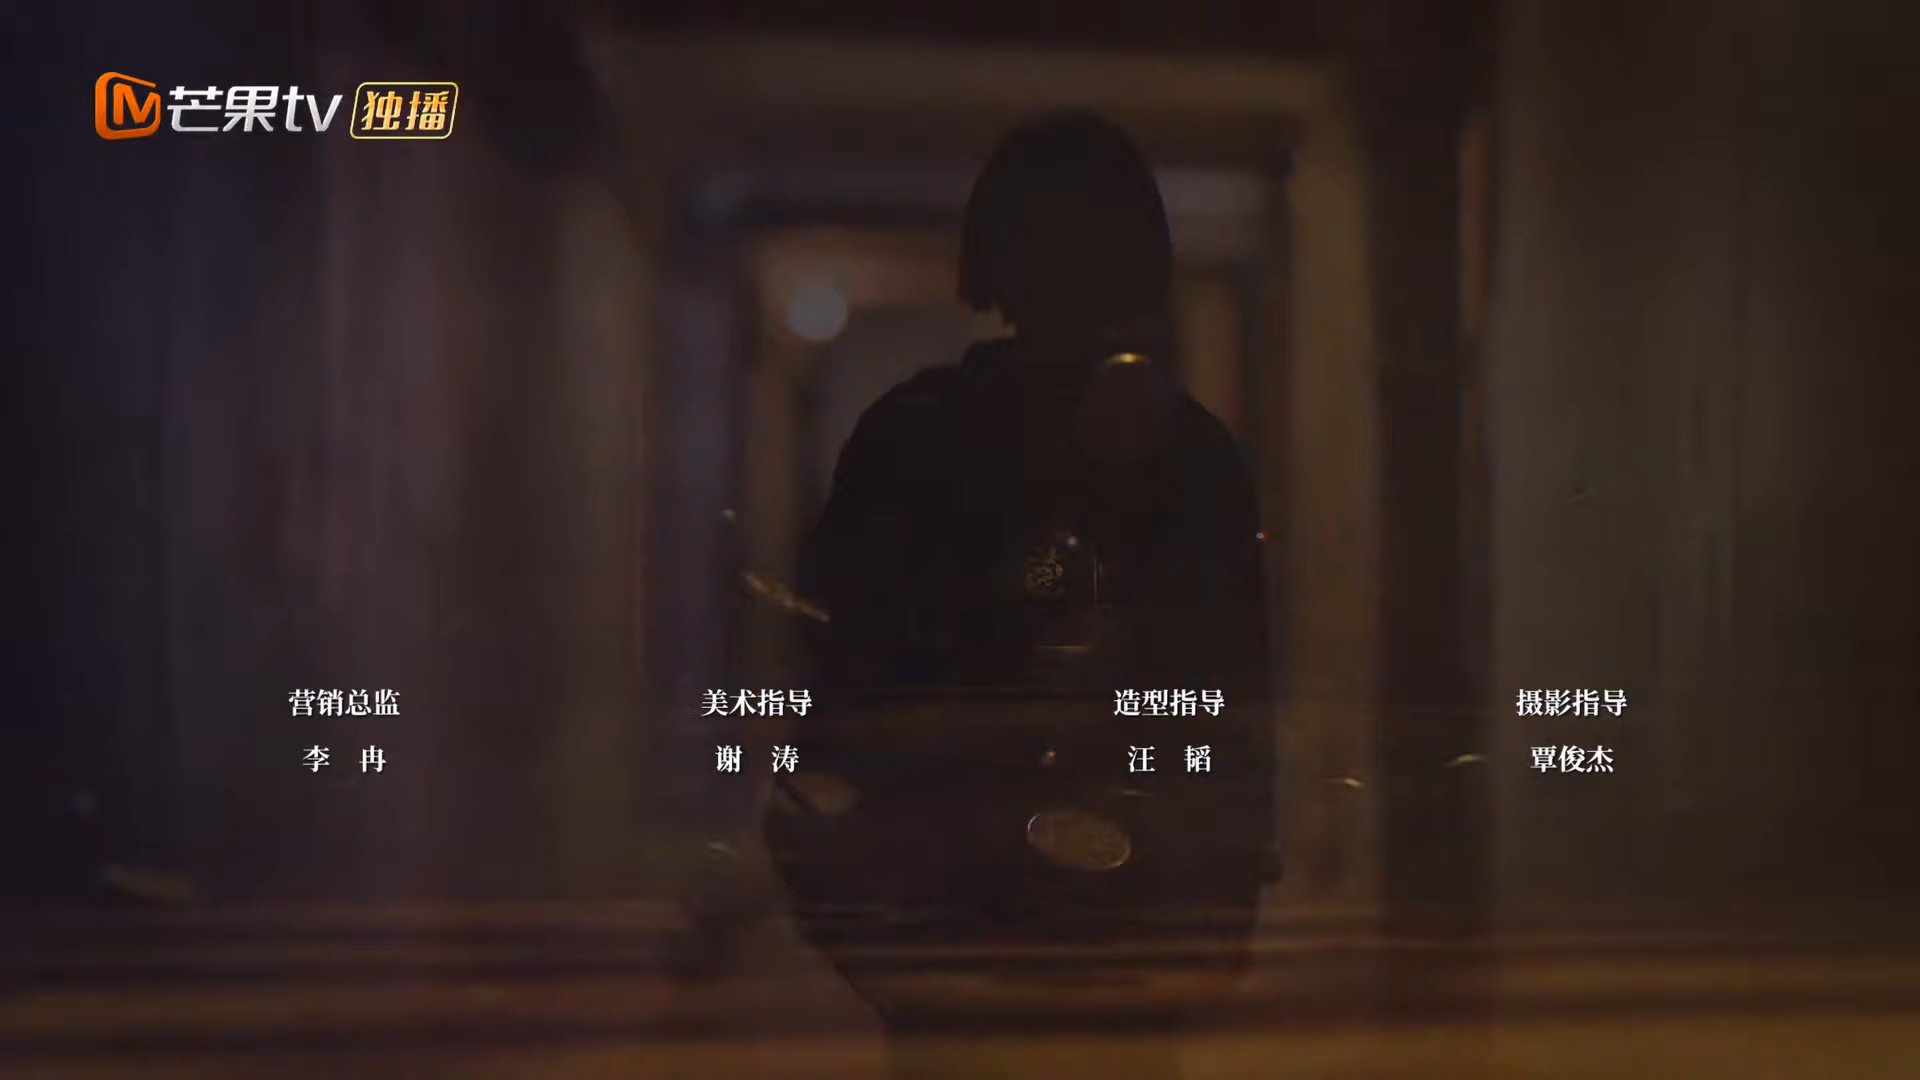 芒果tv 独播
营销总监 美术指导 造型指导 摄影指导
李 冉 谢 涛 汪 韬 覃俊杰